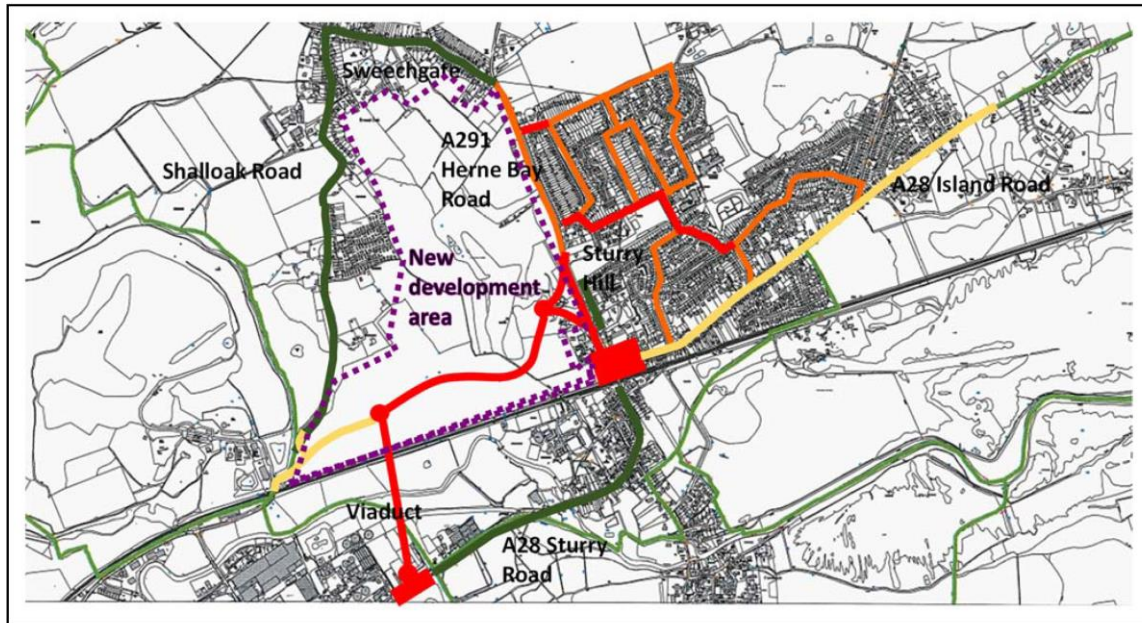 Sweechgate
A291
Herne Bay
Road
Shalloak Road
A28 Island Road
Sturry
Hill
New
development
area
Viaduct
A28 Sturry
Road